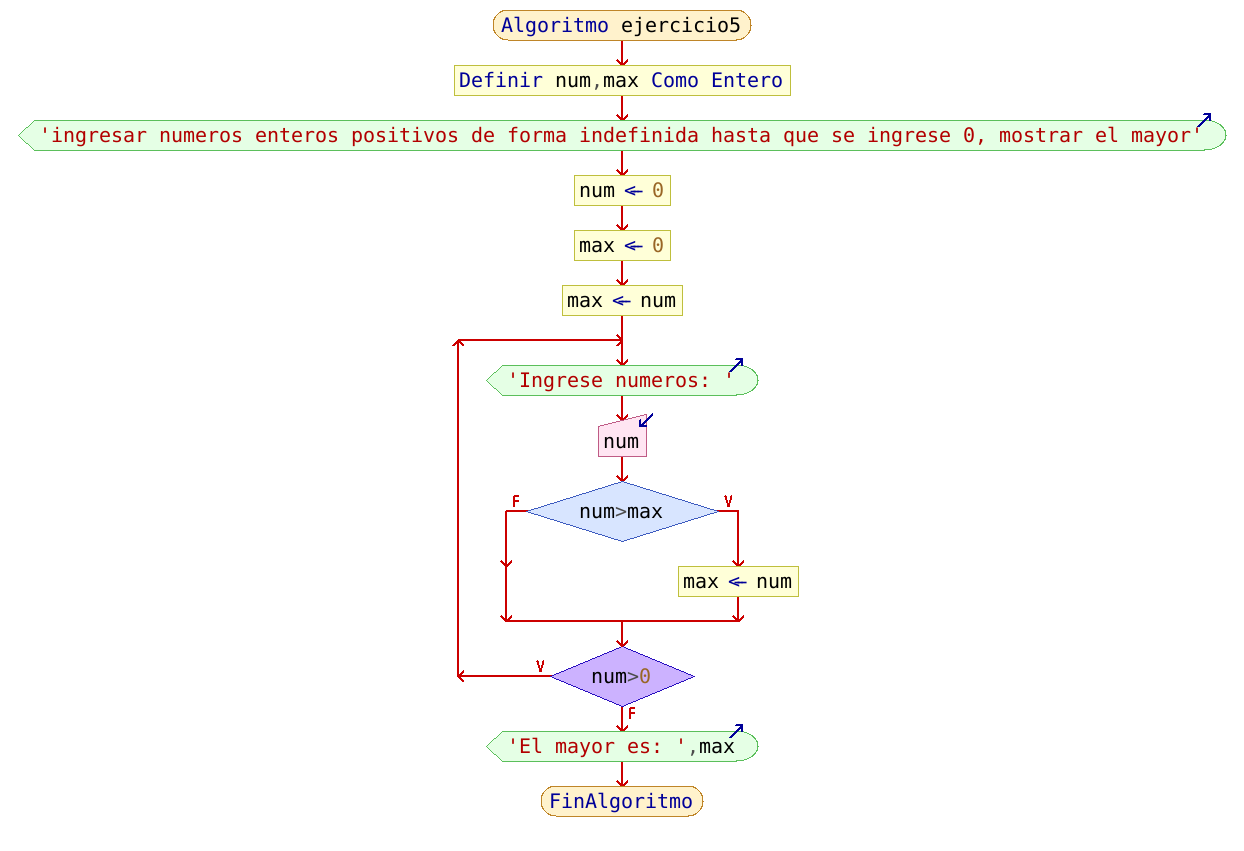 Algoritmo ejercicio5
Definir num,max Como Entero
'ingresar numeros enteros positivos de forma indefinida hasta que se ingrese 0, mostrar el mayor'
num ← 0
max ← 0
max ← num
'Ingrese numeros: '
num
F
V
num>max
max ← num
V
num>0
F
'El mayor es: ',max
FinAlgoritmo